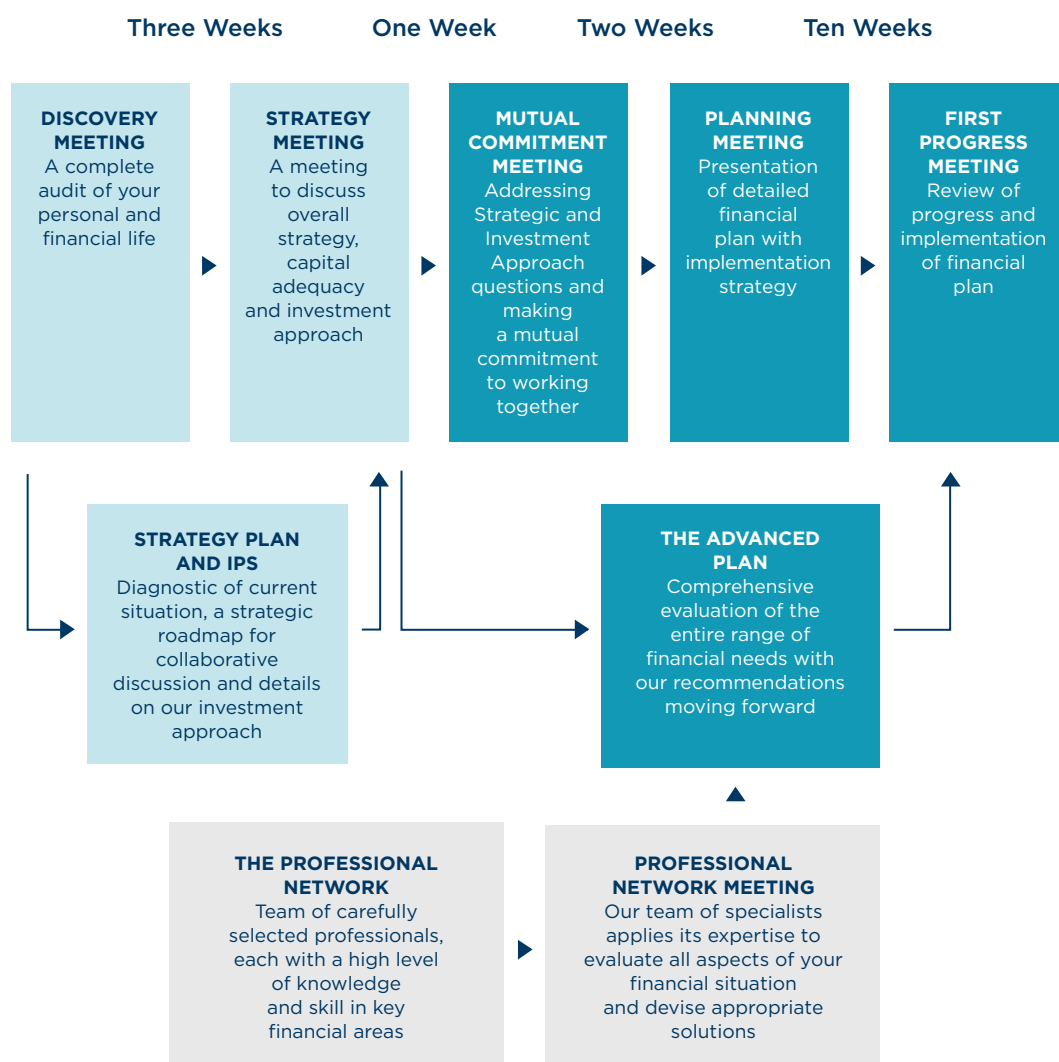 Three Weeks
One Week
Two Weeks
Ten Weeks
DISCOVERY
MEETING
A complete
audit of your
personal and
financial life
STRATEGY
MEETING
A meeting
to discuss
overall
strategy,
capital
adequacy
and investment
approach
MUTUAL
COMMITMENT
MEETING
Addressing
Strategic and
Investment
Approach
questions and
making
a mutual
commitment
to working
together
PLANNING
MEETING
Presentation
of detailed
financial
plan with
implementation
strategy
FIRST
PROGRESS
MEETING
Review of
progress and
implementation
of financial
plan
STRATEGY PLAN
AND IPS
Diagnostic of current
situation, a strategic
roadmap for
collaborative
discussion and details
on our investment
approach
THE ADVANCED
PLAN
Comprehensive
evaluation of the
entire range of
financial needs with
our recommendations
moving forward
THE PROFESSIONAL
NETWORK
Team of carefully
selected professionals,
each with a high level
of knowledge
and skill in key
financial areas
PROFESSIONAL
NETWORK MEETING
Our team of specialists
applies its expertise to
evaluate all aspects of your
financial situation
and devise appropriate
solutions